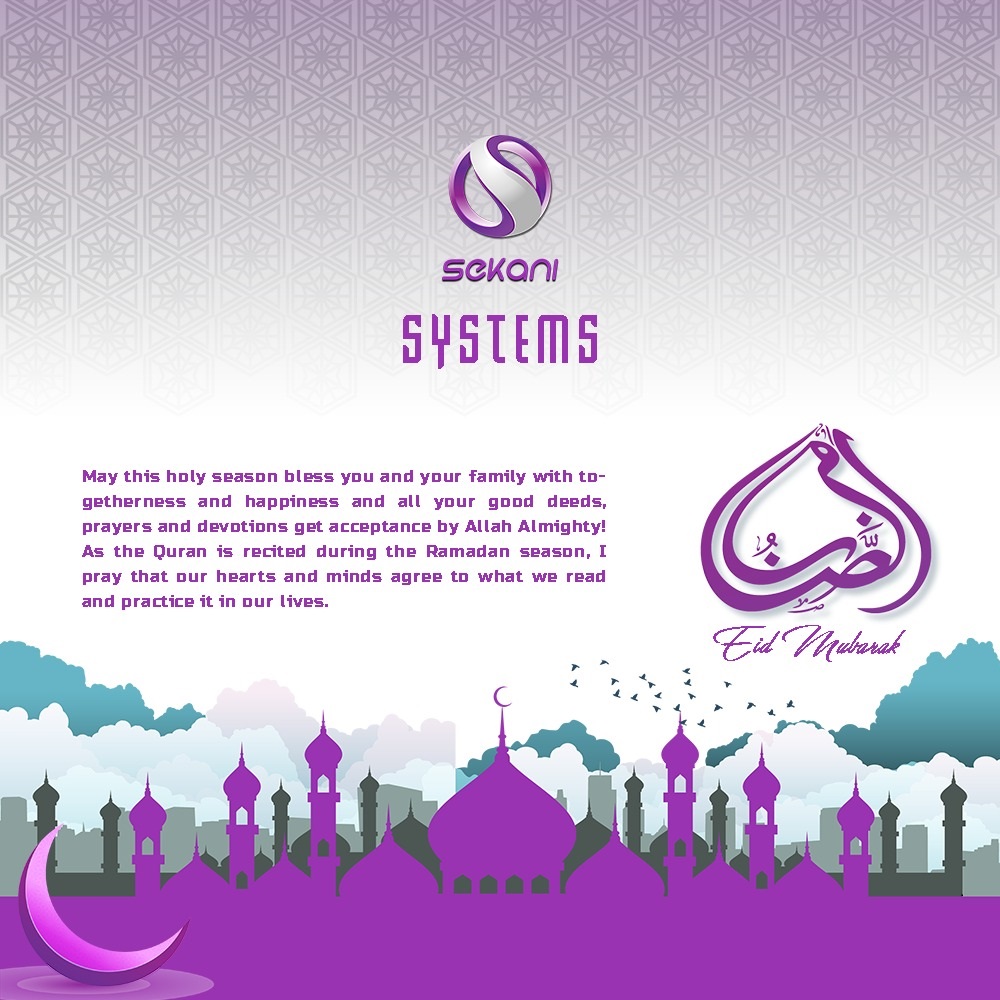 SEKANI
SYSTEMS
May this holy season bless you and your family with to-
getherness and happiness and all your good deeds,
prayers and devotions get acceptance by Allah Almighty!
As the Quran is recited during the Ramadan season, I
pray that our hearts and minds agree to what we read
and practice it in our lives.
رمضان
Eid Mubarak